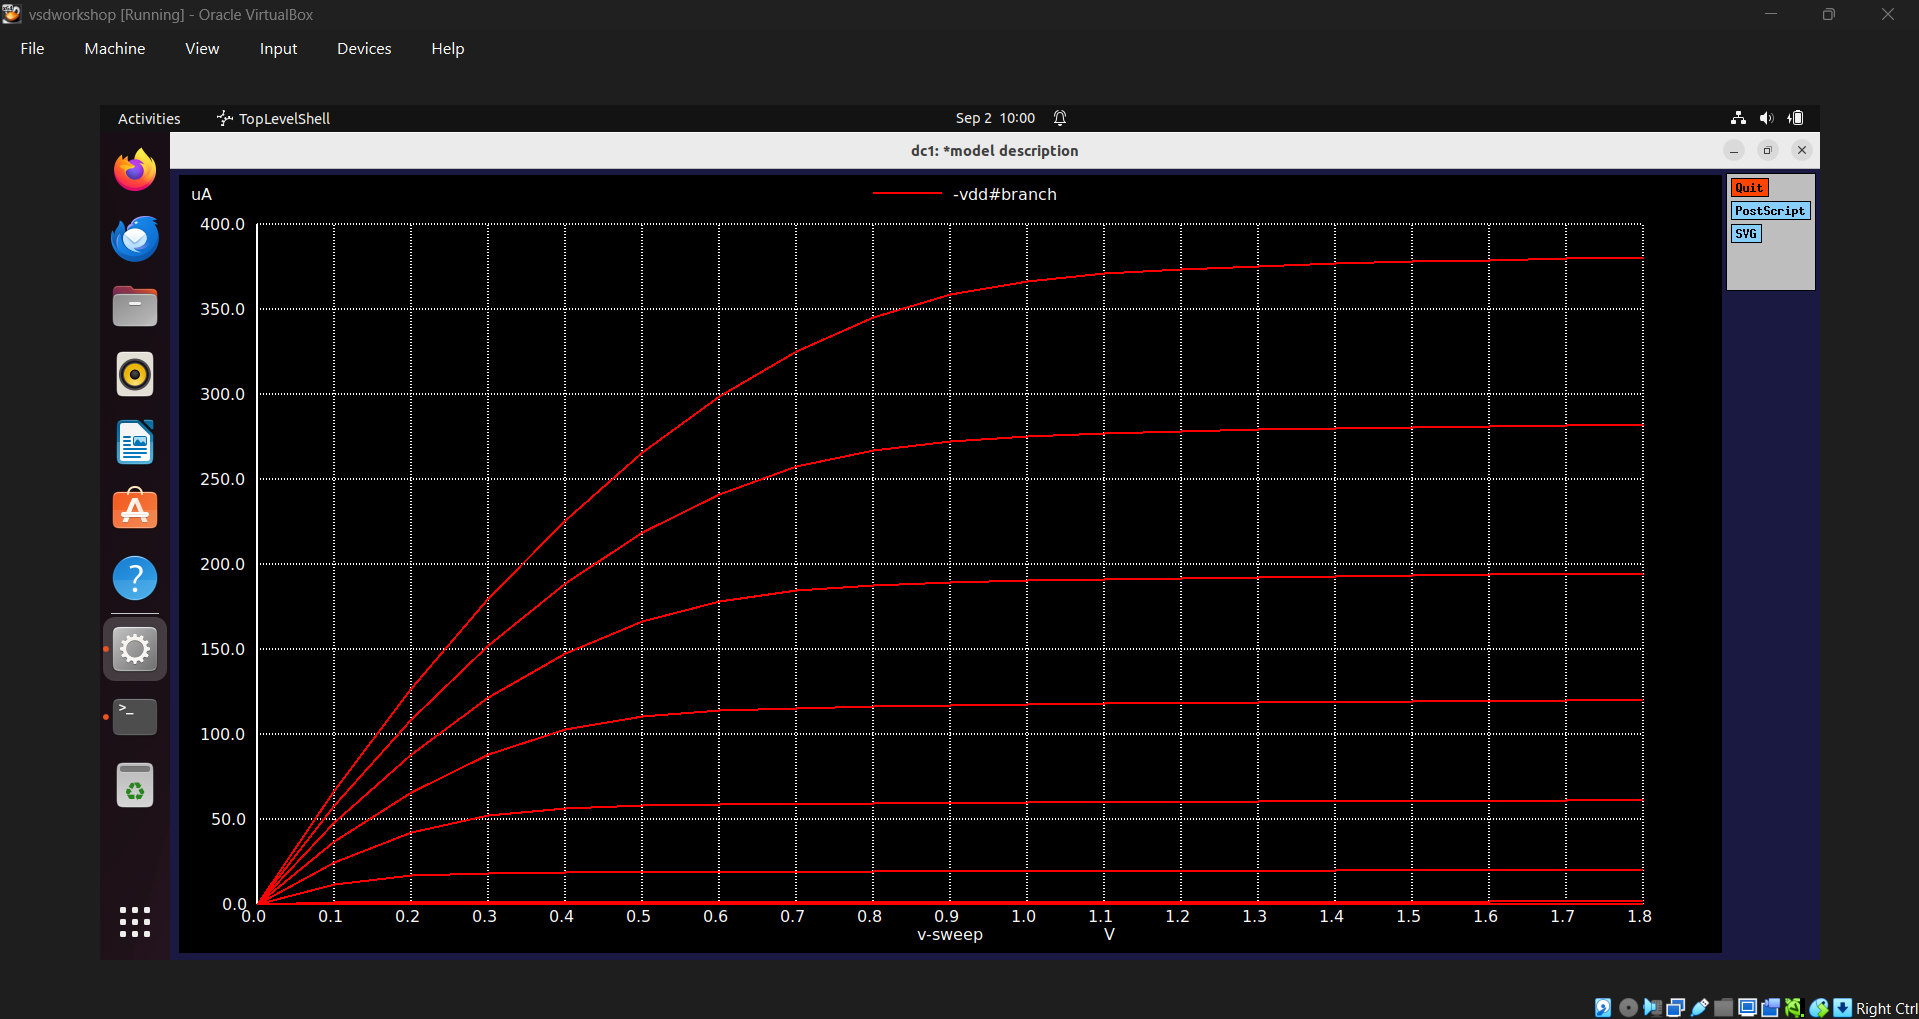 vsdworkshop [Running] - Oracle VirtualBox
File Machine View Input Devices Help
Activities TopLevelShell Sep 2 10:00
dc1: *model description
uA -vdd#branch
Quit
PostScript
SVG
400.0
350.0
300.0
250.0
200.0
150.0
100.0
50.0
0.0
0.0 0.1 0.2 0.3 0.4 0.5 0.6 0.7 0.8 0.9 1.0 1.1 1.2 1.3 1.4 1.5 1.6 1.7 1.8
v-sweep V
Right Ctrl